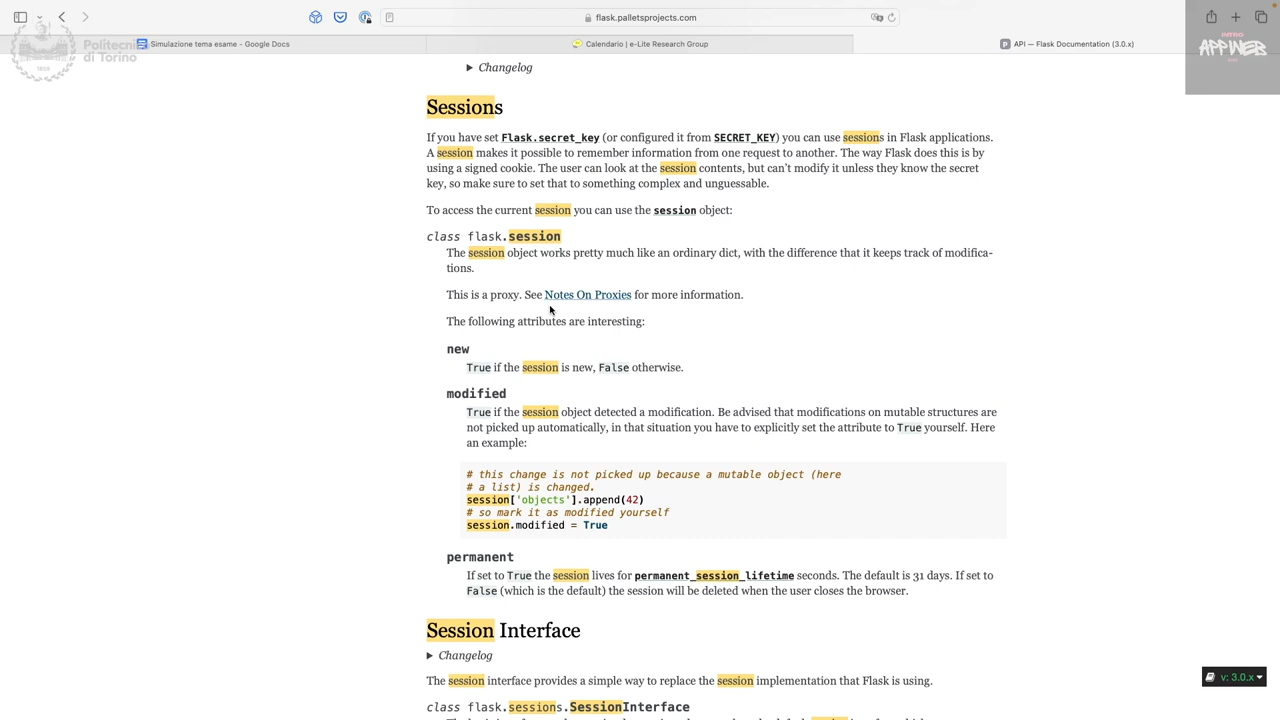 flask.palletsprojects.com
Politecnico
di Torino
1859
Simulazione tema esame - Google Docs
Calendario | e-Lite Research Group
API — Flask Documentation (3.0.x)
INTRO
APPWEB
Changelog
Sessions
If you have set Flask.secret_key (or configured it from SECRET_KEY) you can use sessions in Flask applications.
A session makes it possible to remember information from one request to another. The way Flask does this is by
using a signed cookie. The user can look at the session contents, but can’t modify it unless they know the secret
key, so make sure to set that to something complex and unguessable.
To access the current session you can use the session object:
class flask.session
The session object works pretty much like an ordinary dict, with the difference that it keeps track of modifica-
tions.
This is a proxy. See Notes On Proxies for more information.
The following attributes are interesting:
new
True if the session is new, False otherwise.
modified
True if the session object detected a modification. Be advised that modifications on mutable structures are
not picked up automatically, in that situation you have to explicitly set the attribute to True yourself. Here
an example:
# this change is not picked up because a mutable object (here
# a list) is changed.
session['objects'].append(42)
# so mark it as modified yourself
session.modified = True
permanent
If set to True the session lives for permanent_session_lifetime seconds. The default is 31 days. If set to
False (which is the default) the session will be deleted when the user closes the browser.
Session Interface
Changelog
The session interface provides a simple way to replace the session implementation that Flask is using.
v: 3.0.x
class flask.sessions.SessionInterface